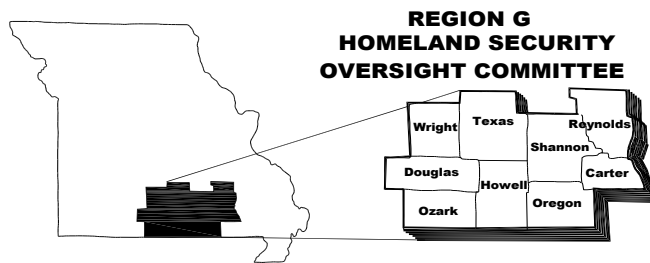 REGION G
HOMELAND SECURITY
OVERSIGHT COMMITTEE
Wright
Texas
Reynolds
Shannon
Douglas
Howell
Carter
Ozark
Oregon